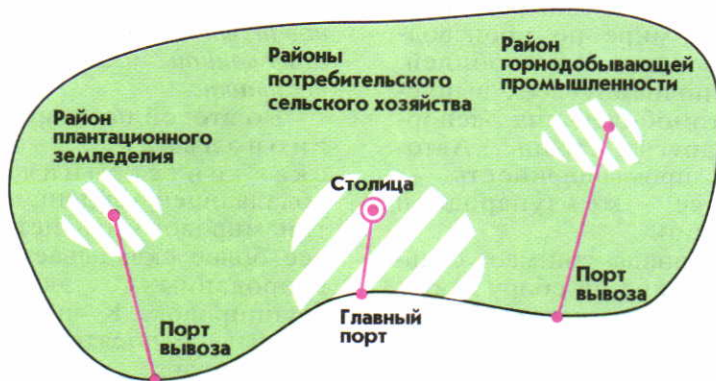 Районы
потребительского
сельского хозяйства
Район
горнодобывающей
промышленности
Район
плантационного
земледелия
Столица
Порт
вывоза
Главный
порт
Порт
вывоза